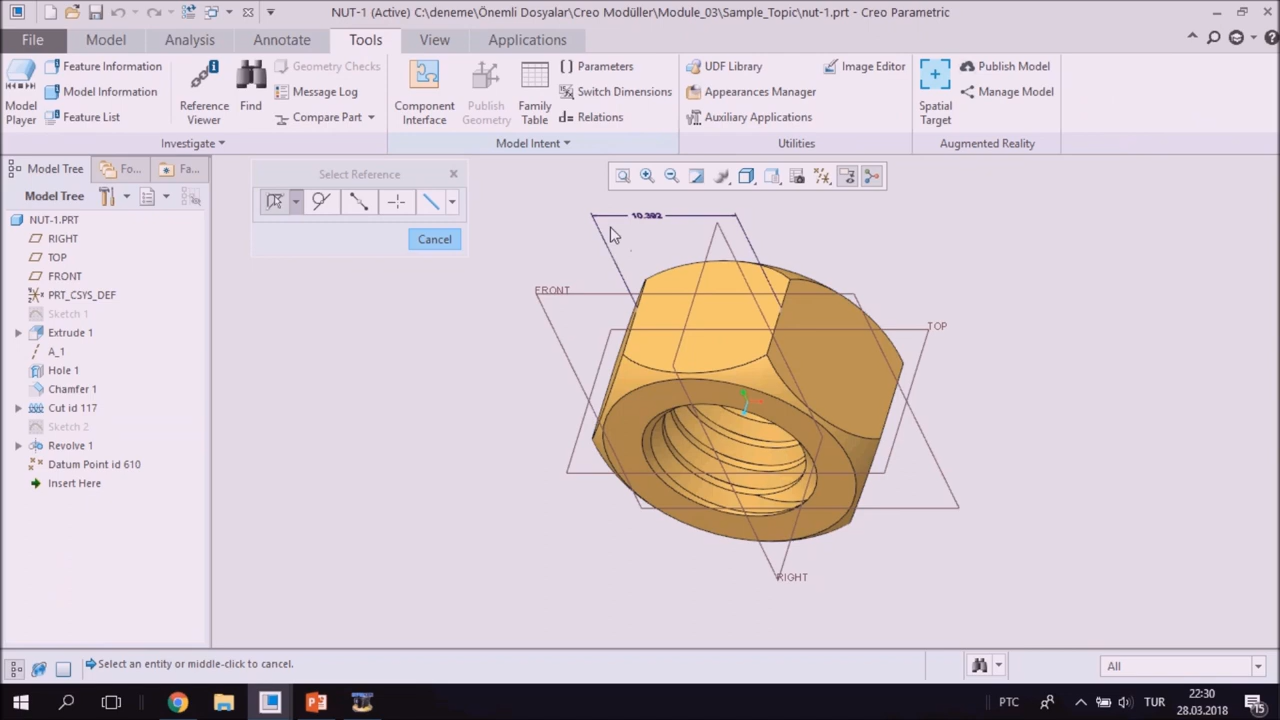 NUT-1 (Active) C:\deneme\Önemli Dosyalar\Creo Modüller\Module_03\Sample_Topic\nut-1.prt - Creo Parametric
File Model Analysis Annotate Tools View Applications
Feature Information
Model Information
Feature List
Model Player
Reference Viewer
Find
Geometry Checks
Message Log
Compare Part
Investigate
Component Interface
Publish Geometry
Family Table
Parameters
Switch Dimensions
d= Relations
Model Intent
UDF Library
Appearances Manager
Auxiliary Applications
Image Editor
Utilities
Spatial Target
Publish Model
Manage Model
Augmented Reality
Model Tree Fo... Fa...
Model Tree
NUT-1.PRT
RIGHT
TOP
FRONT
PRT_CSYS_DEF
Sketch 1
Extrude 1
A_1
Hole 1
Chamfer 1
Cut id 117
Sketch 2
Revolve 1
Datum Point id 610
Insert Here
Select Reference
Cancel
10.392
FRONT
TOP
RIGHT
Select an entity or middle-click to cancel.
All
PTC
TUR
22:30
28.03.2018
15